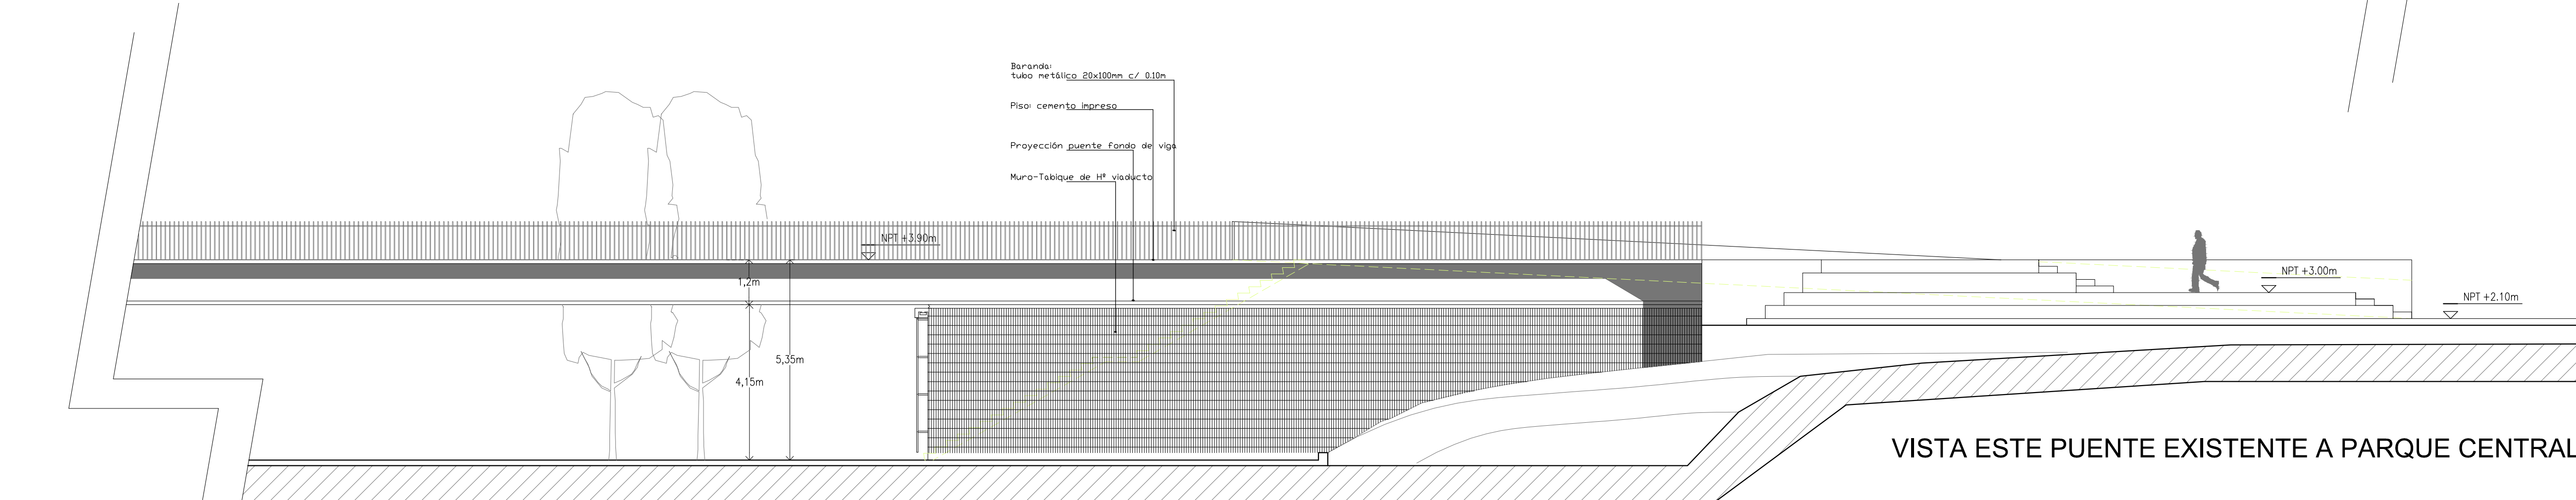 Baranda:
tubo metálico 20x100mm c/ 0.10m
Piso: cemento impreso
Proyección puente fondo de viga
Muro-Tabique de Hº viaducto
NPT +3.90m
NPT +3.00m
1,2m
NPT +2.10m
5,35m
4,15m
VISTA ESTE PUENTE EXISTENTE A PARQUE CENTRAL